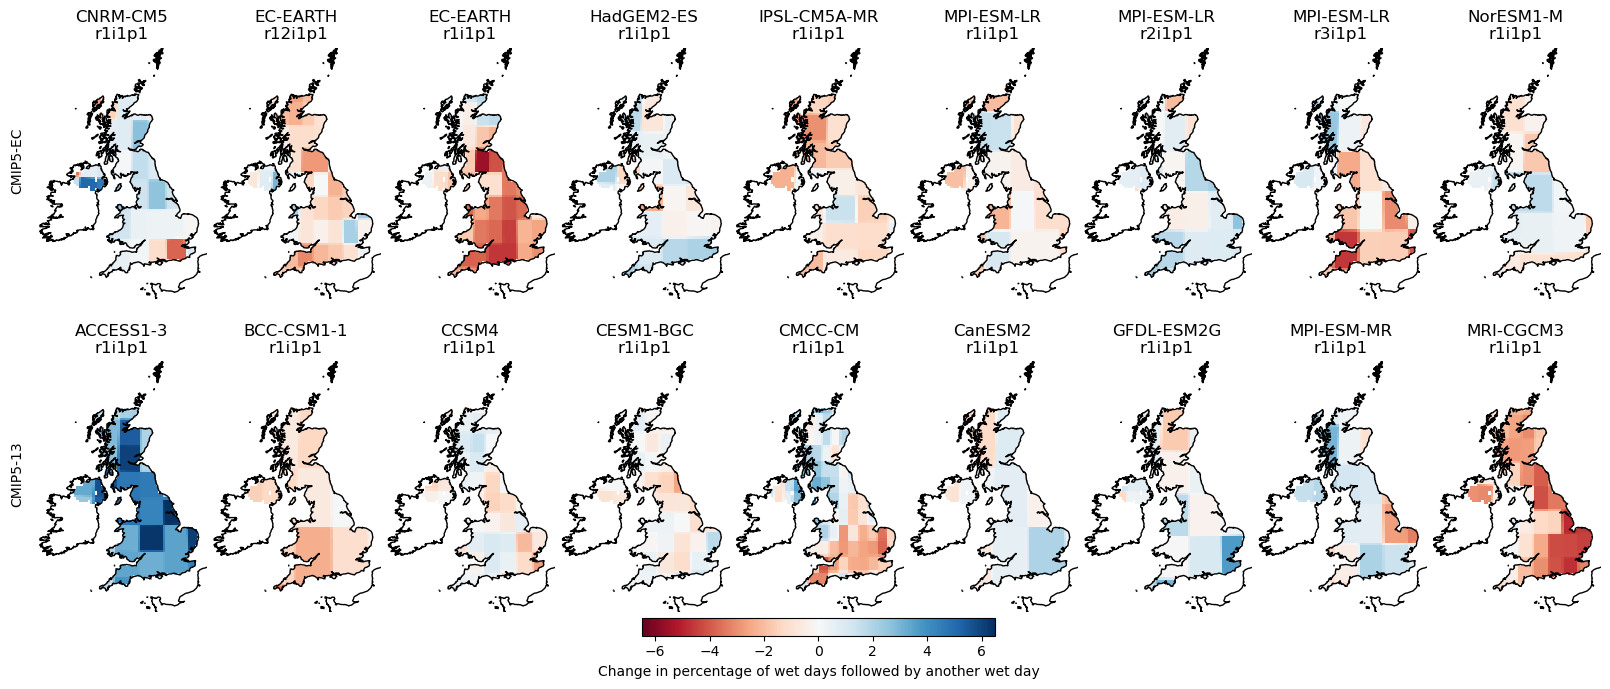 CNRM-CM5 EC-EARTH EC-EARTH HadGEM2-ES IPSL-CM5A-MR MPI-ESM-LR MPI-ESM-LR MPI-ESM-LR NorESM1-M
r1i1p1 r12i1p1 r1i1p1 r1i1p1 r1i1p1 r1i1p1 r2i1p1 r3i1p1 r1i1p1
CMIP5-EC
ACCESS1-3 BCC-CSM1-1 CCSM4 CESM1-BGC CMCC-CM CanESM2 GFDL-ESM2G MPI-ESM-MR MRI-CGCM3
r1i1p1 r1i1p1 r1i1p1 r1i1p1 r1i1p1 r1i1p1 r1i1p1 r1i1p1 r1i1p1
CMIP5-13
−6 −4 −2 0 2 4 6
Change in percentage of wet days followed by another wet day